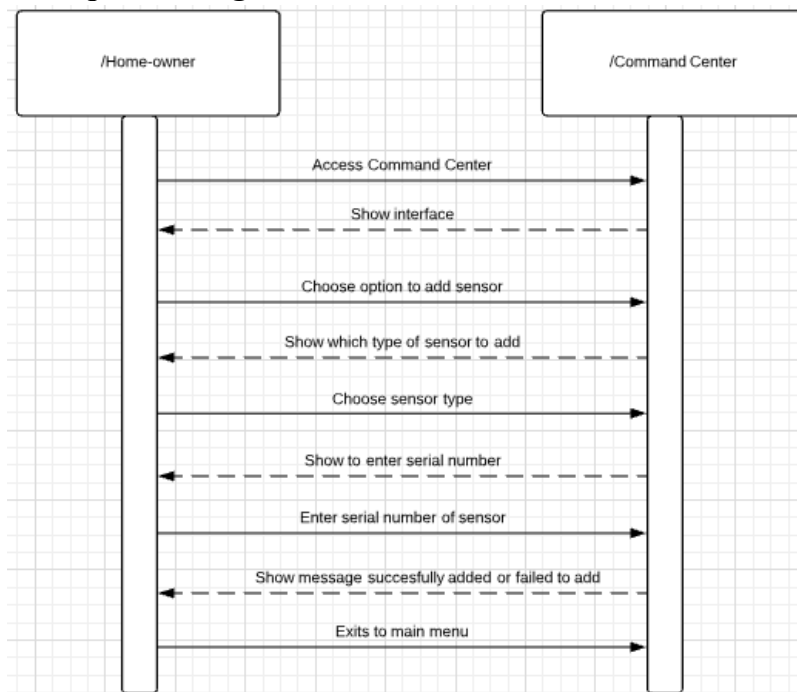 /Home-owner
/Command Center
Access Command Center
Show interface
Choose option to add sensor
Show which type of sensor to add
Choose sensor type
Show to enter serial number
Enter serial number of sensor
Show message succesfully added or failed to add
Exits to main menu